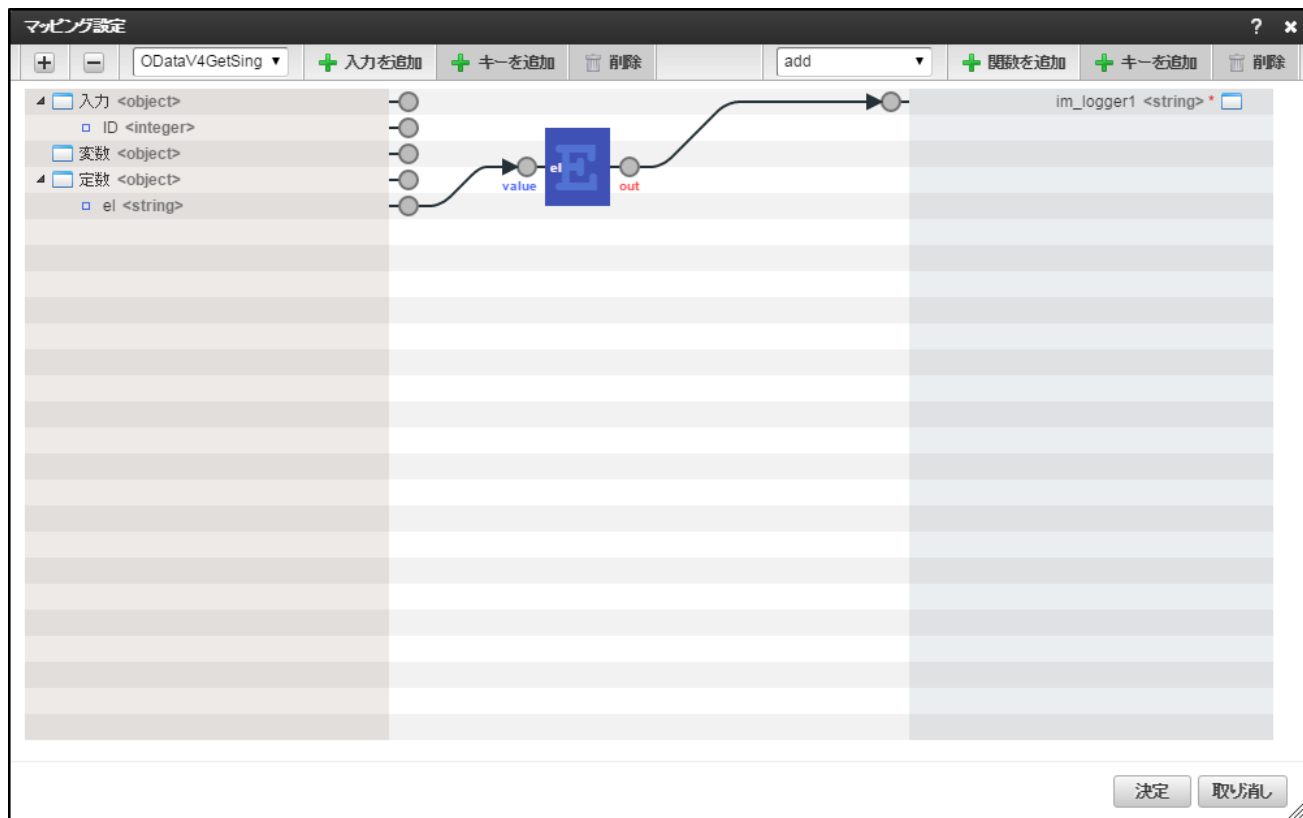 マッピング設定
? ×
+ - ODataV4GetSing ▼ 入力を追加 キーを追加 削除 add ▼ 関数を追加 キーを追加 削除
入力 <object>
im_logger1 <string> *
ID <integer>
変数 <object>
定数 <object>
el <string>
el
E
value
out
決定 取り消し